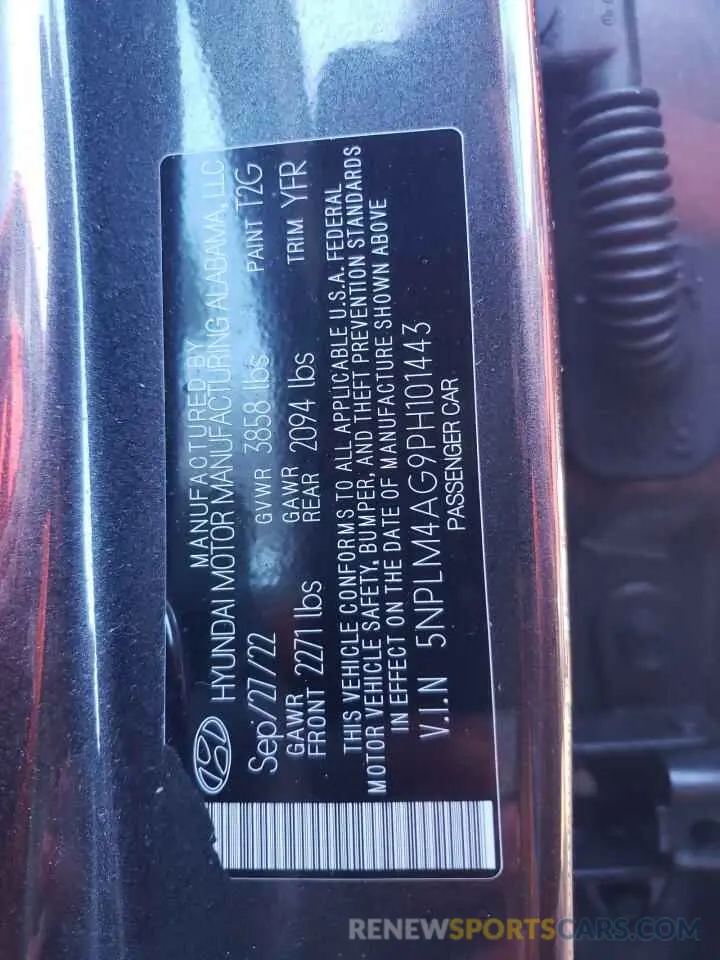 MANUFACTURED BY
HYUNDAI MOTOR MANUFACTURING ALABAMA, LLC
Sep/27/22 GVWR 3858 lbs PAINT T2G
GAWR FRONT 2271 lbs GAWR REAR 2094 lbs TRIM YFR
THIS VEHICLE CONFORMS TO ALL APPLICABLE U.S.A. FEDERAL
MOTOR VEHICLE SAFETY, BUMPER, AND THEFT PREVENTION STANDARDS
IN EFFECT ON THE DATE OF MANUFACTURE SHOWN ABOVE
V.I.N 5NPLM4AG9PH101443
PASSENGER CAR
RENEWSPORTSCARS.COM